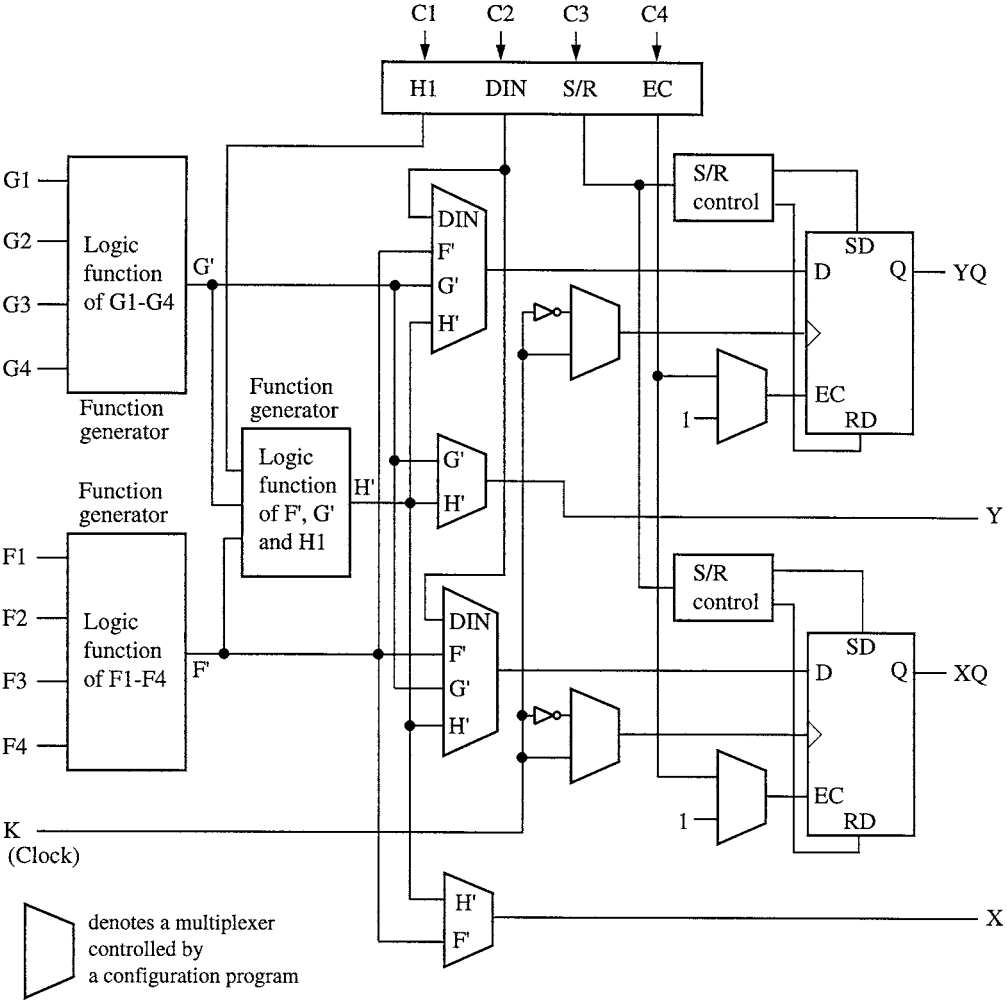 C1 C2 C3 C4
H1 DIN S/R EC
G1
G2
G3
G4
Logic
function
of G1-G4
G'
Function
generator
DIN
F'
G'
H'
S/R
control
SD
D
Q
YQ
EC
RD
1
Function
generator
Logic
function
of F', G'
and H1
H'
G'
H'
Y
Function
generator
F1
F2
F3
F4
Logic
function
of F1-F4
F'
DIN
F'
G'
H'
S/R
control
SD
D
Q
XQ
EC
RD
1
K
(Clock)
H'
F'
X
denotes a multiplexer
controlled by
a configuration program